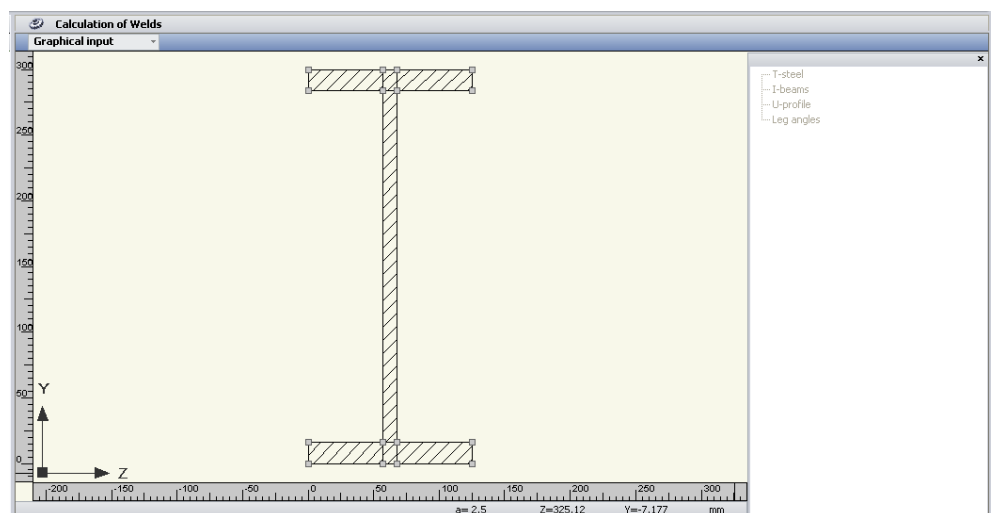 Calculation of Welds
Graphical input
×
T-steel
I-beams
U-profile
Leg angles
300
250
200
150
100
50
0
Y
Z
-200 -150 -100 -50 0 50 100 150 200 250 300
a= 2.5 Z=325.12 Y=-7.177 mm